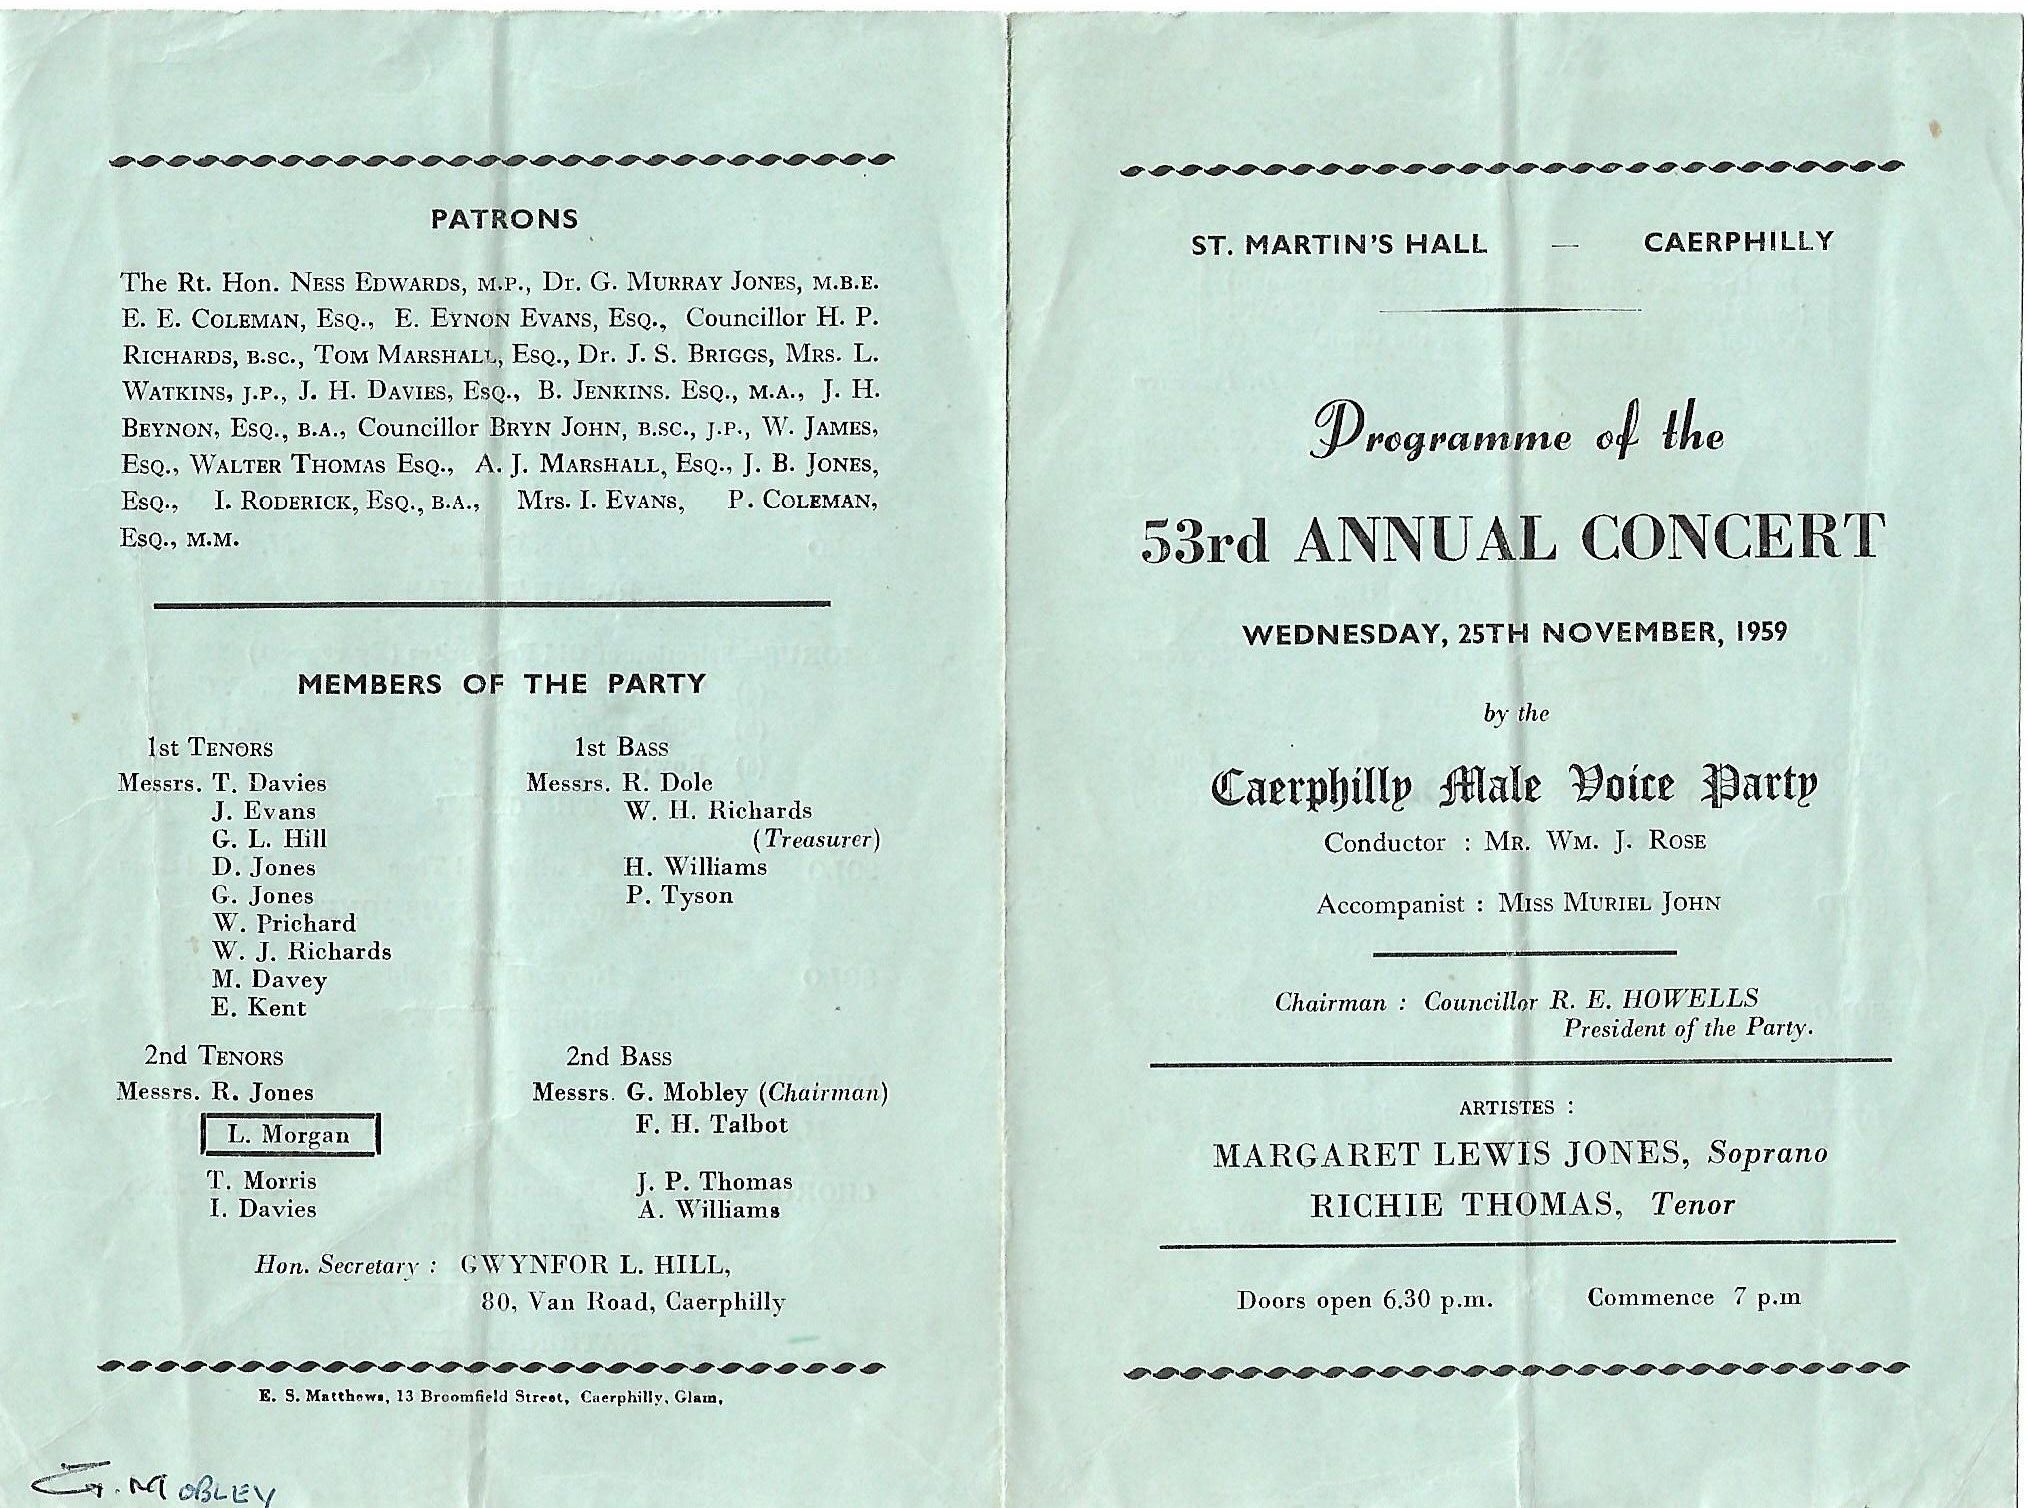 PATRONS
The Rt. Hon. NESS EDWARDS, M.P., Dr. G. MURRAY JONES, M.B.E.
E. E. COLEMAN, ESQ., E. EYNON EVANS, ESQ., Councillor H. P.
RICHARDS, B.SC., TOM MARSHALL, ESQ., Dr. J. S. BRIGGS, MRS. L.
WATKINS, J.P., J. H. DAVIES, ESQ., B. JENKINS. ESQ., M.A., J. H.
BEYNON, ESQ., B.A., Councillor BRYN JOHN, B.SC., J.P., W. JAMES,
ESQ., WALTER THOMAS ESQ., A. J. MARSHALL, ESQ., J. B. JONES,
ESQ., I. RODERICK, ESQ., B.A., Mrs. I. EVANS, P. COLEMAN,
ESQ., M.M.
MEMBERS OF THE PARTY
1st TENORS
Messrs. T. Davies
J. Evans
G. L. Hill
D. Jones
G. Jones
W. Prichard
W. J. Richards
M. Davey
E. Kent
1st BASS
Messrs. R. Dole
W. H. Richards
(Treasurer)
H. Williams
P. Tyson
2nd TENORS
Messrs. R. Jones
L. Morgan
T. Morris
I. Davies
2nd BASS
Messrs. G. Mobley (Chairman)
F. H. Talbot
J. P. Thomas
A. Williams
Hon. Secretary : GWYNFOR L. HILL,
80, Van Road, Caerphilly
E. S. Matthews, 13 Broomfield Street, Caerphilly, Glam,
G. MOBLEY
ST. MARTIN'S HALL — CAERPHILLY
Programme of the
53rd ANNUAL CONCERT
WEDNESDAY, 25TH NOVEMBER, 1959
by the
Caerphilly Male Voice Party
Conductor : MR. WM. J. ROSE
Accompanist : MISS MURIEL JOHN
Chairman : Councillor R. E. HOWELLS
President of the Party.
ARTISTES :
MARGARET LEWIS JONES, Soprano
RICHIE THOMAS, Tenor
Doors open 6.30 p.m. Commence 7 p.m